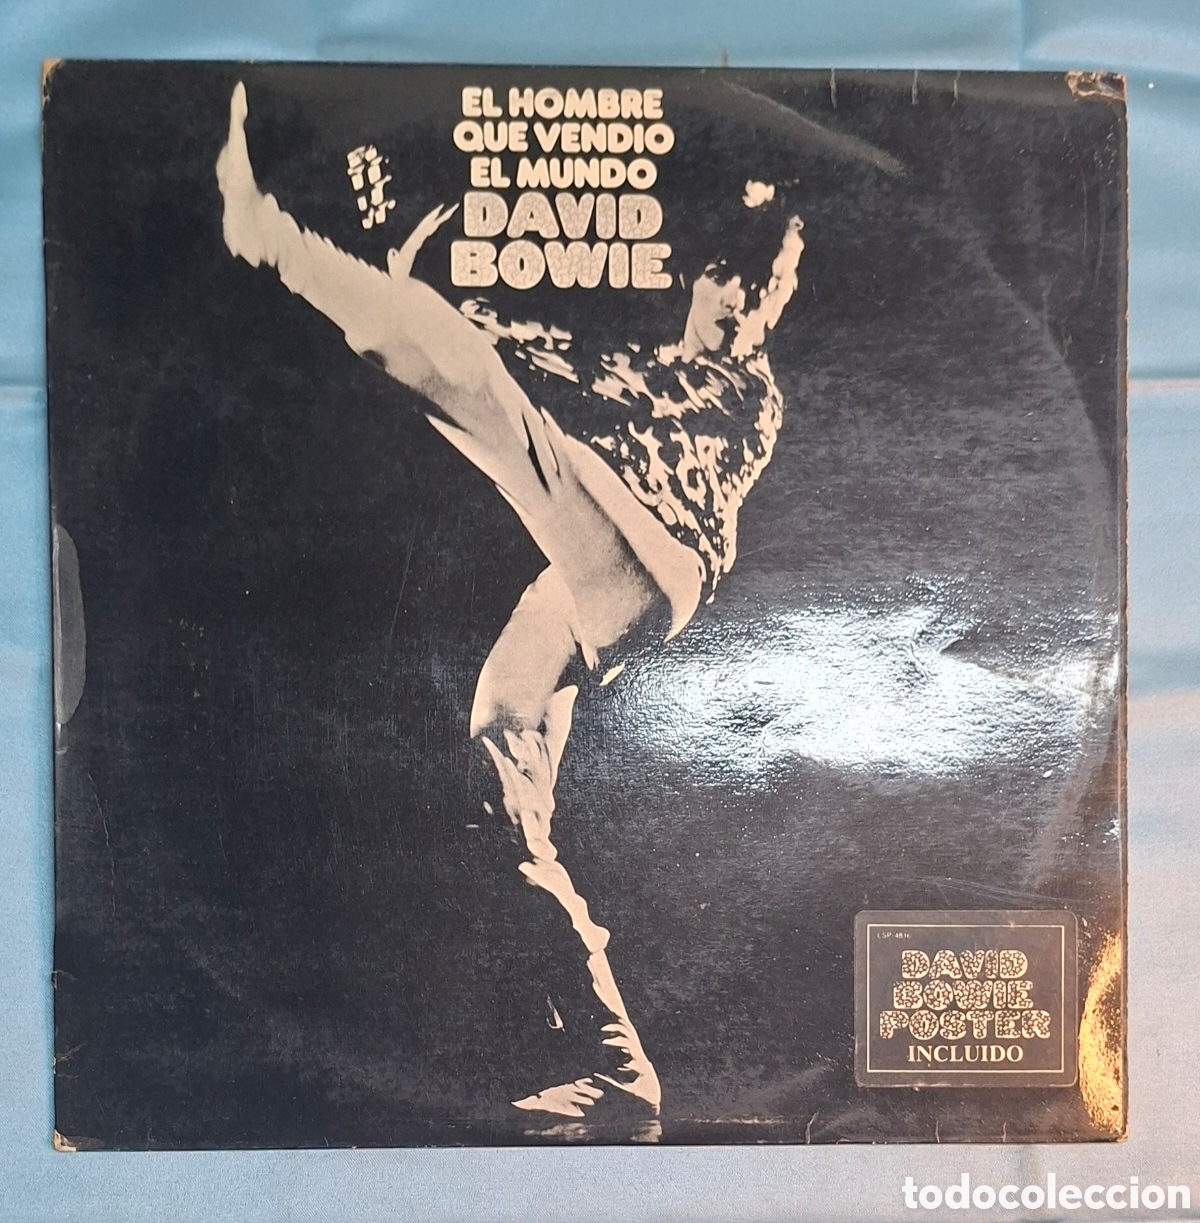 EL HOMBRE
QUE VENDIO
EL MUNDO
DAVID
BOWIE
LSP 4816
DAVID
BOWIE
POSTER
INCLUIDO
todocoleccion